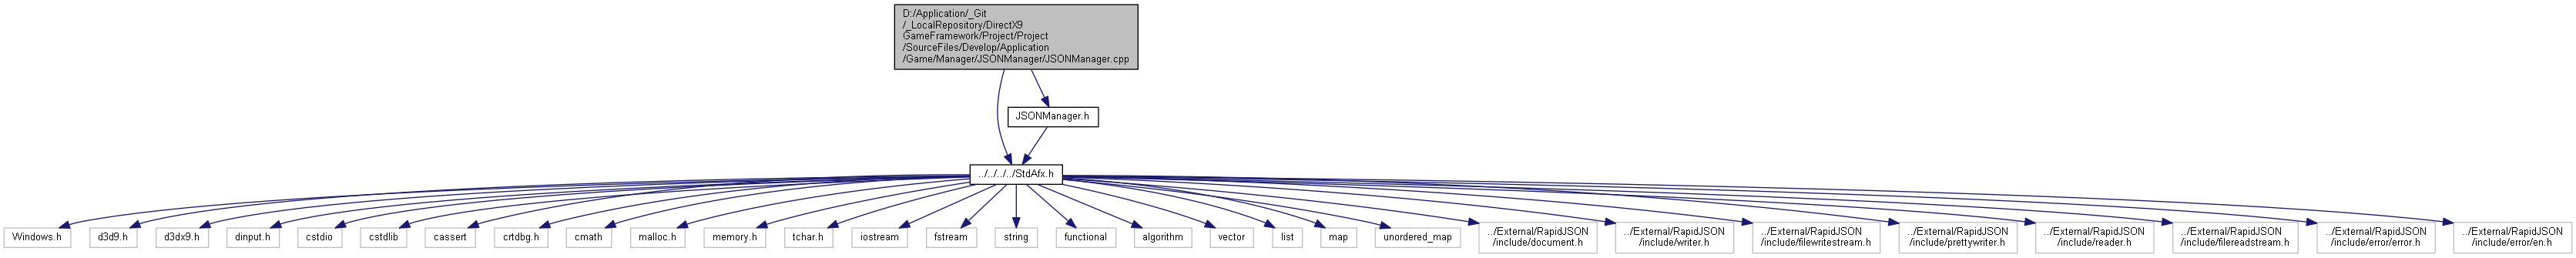 D:/Application/_Git
/_LocalRepository/DirectX9
GameFramework/Project/Project
/SourceFiles/Develop/Application
/Game/Manager/JSONManager/JSONManager.cpp
JSONManager.h
../../../../StdAfx.h
Windows.h
d3d9.h
d3dx9.h
dinput.h
cstdio
cstdlib
cassert
crtdbg.h
cmath
malloc.h
memory.h
tchar.h
iostream
fstream
string
functional
algorithm
vector
list
map
unordered_map
../External/RapidJSON
/include/document.h
../External/RapidJSON
/include/writer.h
../External/RapidJSON
/include/filewritestream.h
../External/RapidJSON
/include/prettywriter.h
../External/RapidJSON
/include/reader.h
../External/RapidJSON
/include/filereadstream.h
../External/RapidJSON
/include/error/error.h
../External/RapidJSON
/include/error/en.h